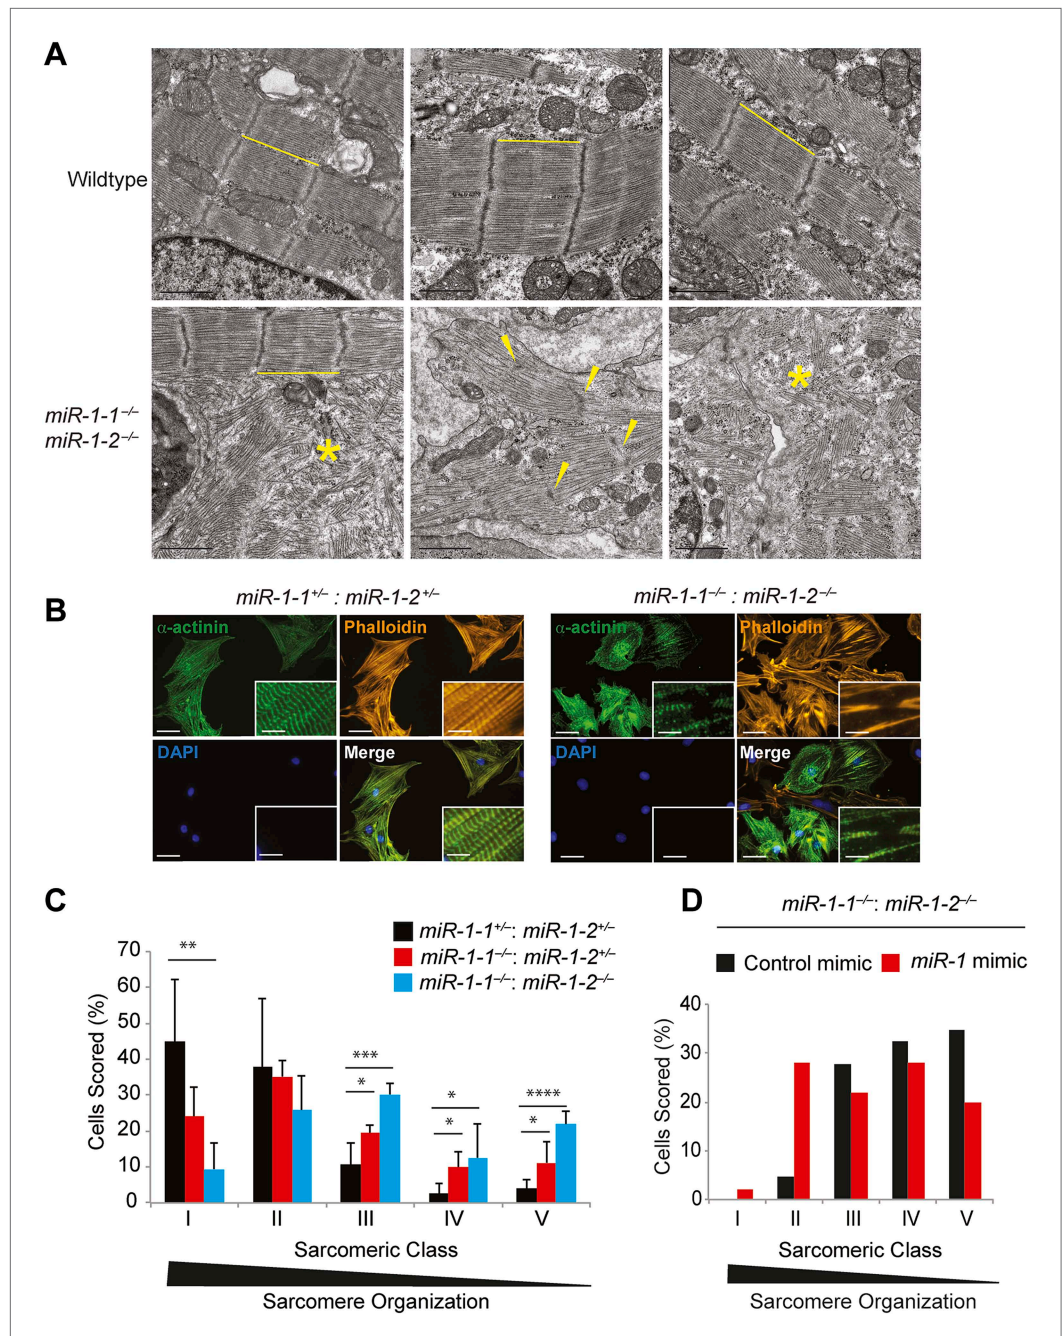 A
Wildtype
miR-1-1⁻/⁻
miR-1-2⁻/⁻
*
*
B
miR-1-1⁺/⁻ : miR-1-2⁺/⁻
miR-1-1⁻/⁻ : miR-1-2⁻/⁻
α-actinin
Phalloidin
α-actinin
Phalloidin
DAPI
Merge
DAPI
Merge
C
miR-1-1⁺/⁻: miR-1-2⁺/⁻
miR-1-1⁻/⁻: miR-1-2⁺/⁻
miR-1-1⁻/⁻: miR-1-2⁻/⁻
Cells Scored (%)
70
60
50
40
30
20
10
0
**
***
*
*
*
****
*
I II III IV V
Sarcomeric Class
Sarcomere Organization
D
miR-1-1⁻/⁻: miR-1-2⁻/⁻
Control mimic miR-1 mimic
Cells Scored (%)
40
30
20
10
0
I II III IV V
Sarcomeric Class
Sarcomere Organization